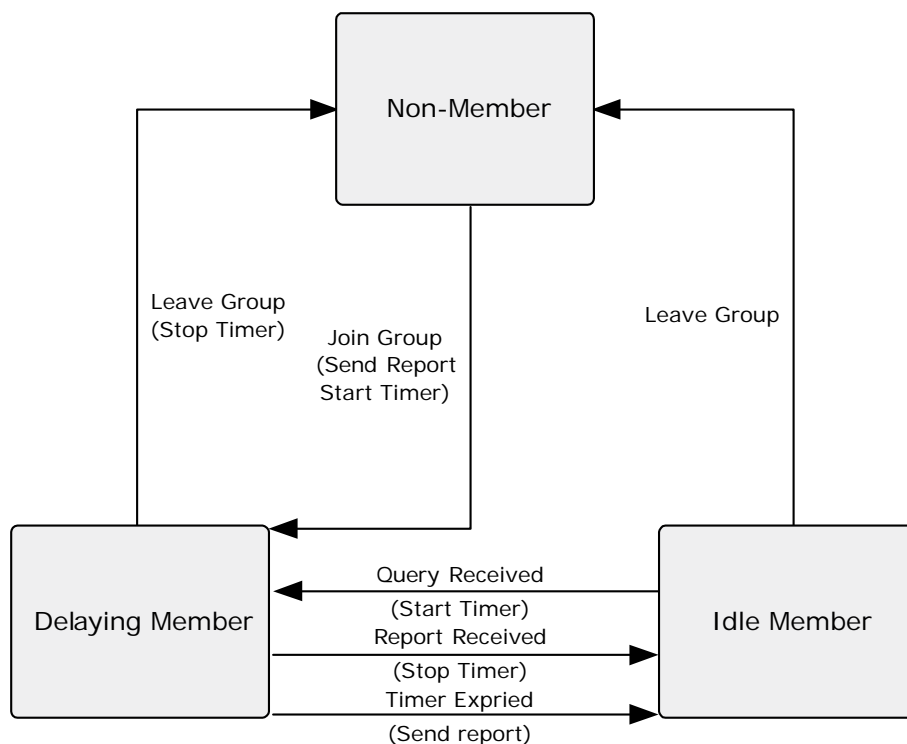 Non-Member
Leave Group
(Stop Timer)
Join Group
(Send Report
Start Timer)
Leave Group
Delaying Member
Query Received
(Start Timer)
Report Received
(Stop Timer)
Timer Expried
(Send report)
Idle Member